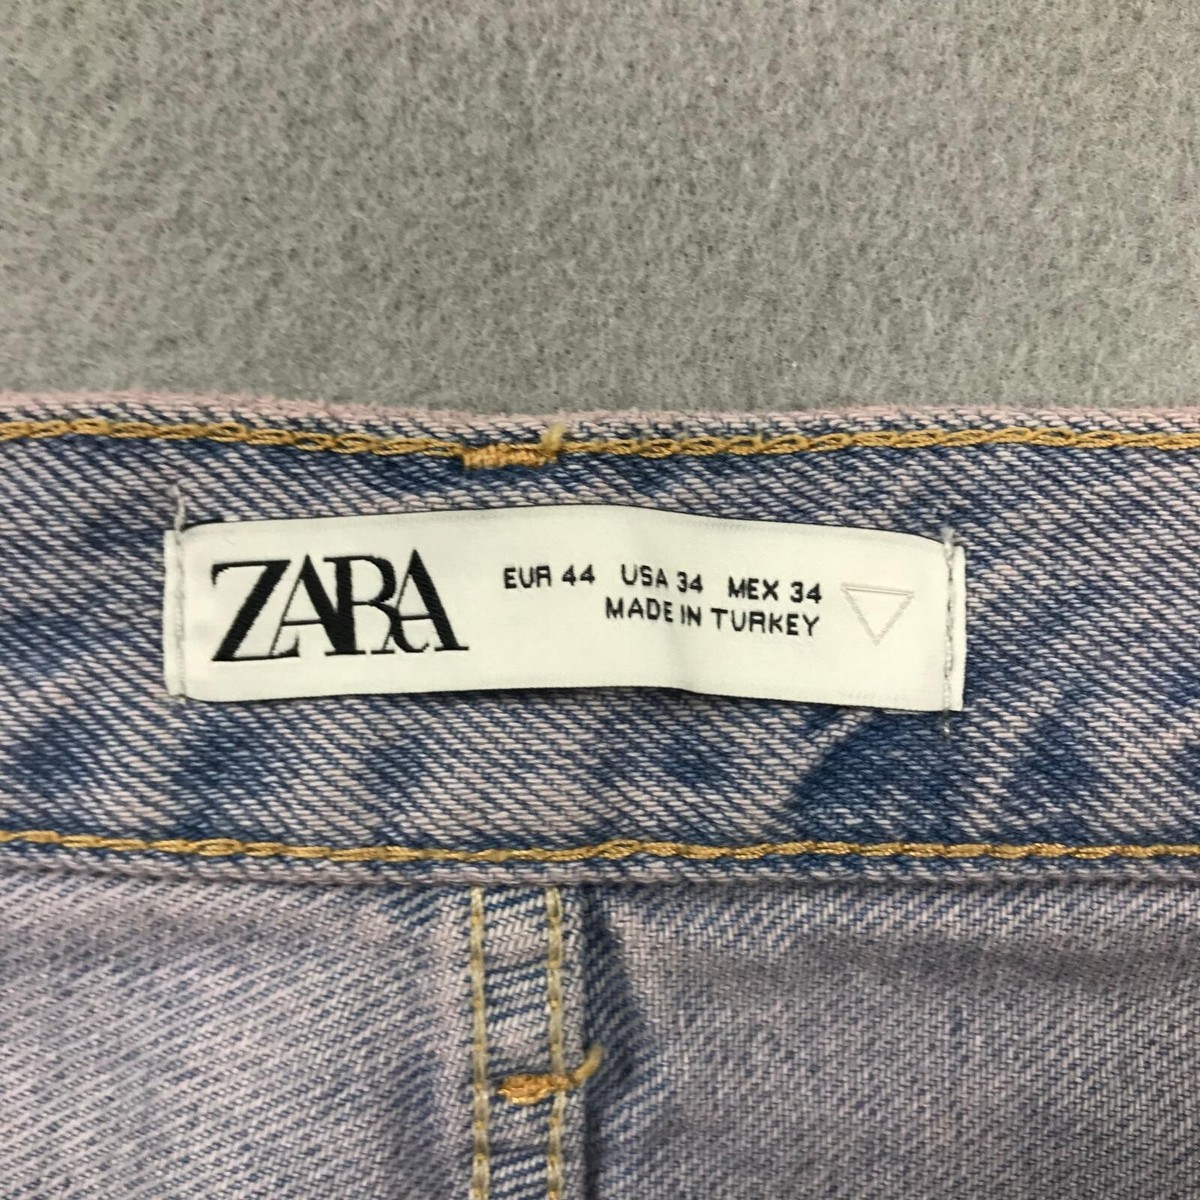 ZARA
EUR 44 USA 34 MEX 34
MADE IN TURKEY